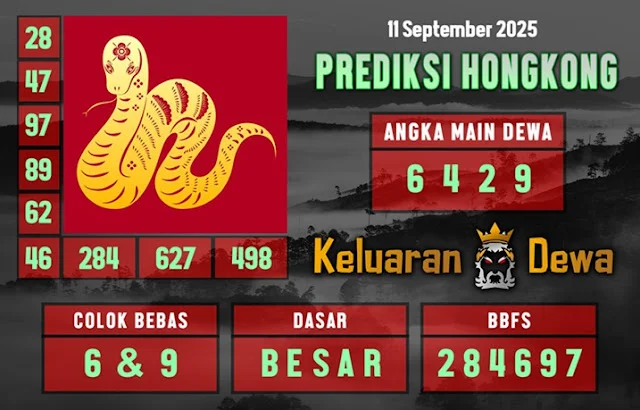 28
47
97
89
62
46 284 627 498
11 September 2025
PREDIKSI HONGKONG
ANGKA MAIN DEWA
6 4 2 9
Keluaran Dewa
COLOK BEBAS
6 & 9
DASAR
BESAR
BBFS
284697